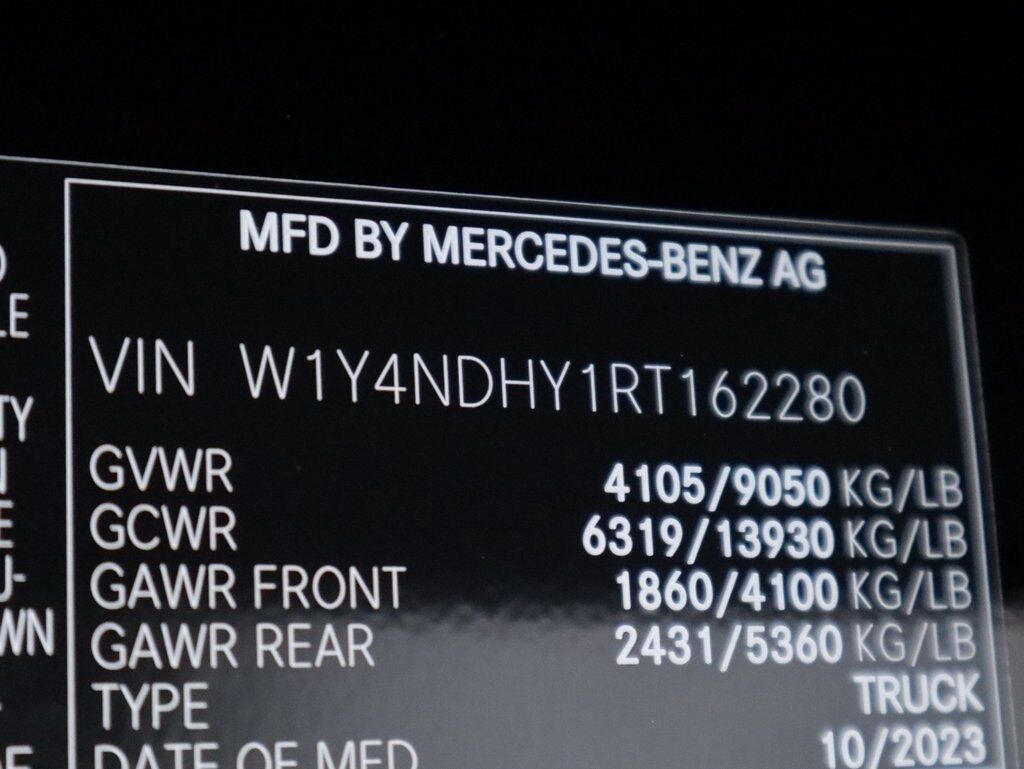 MFD BY MERCEDES-BENZ AG
VIN W1Y4NDHY1RT162280
GVWR 4105/9050 KG/LB
GCWR 6319/13930 KG/LB
GAWR FRONT 1860/4100 KG/LB
GAWR REAR 2431/5360 KG/LB
TYPE TRUCK
DATE OF MFD 10/2023